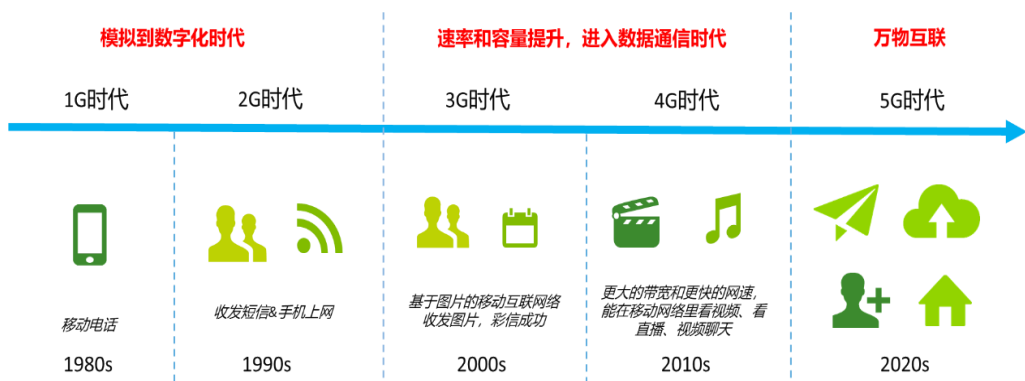 模拟到数字化时代
速率和容量提升，进入数据通信时代
万物互联
1G时代
2G时代
3G时代
4G时代
5G时代
移动电话
收发短信&手机上网
基于图片的移动互联网络
收发图片，彩信成功
更大的带宽和更快的网速，
能在移动网络里看视频、看
直播、视频聊天
1980s
1990s
2000s
2010s
2020s